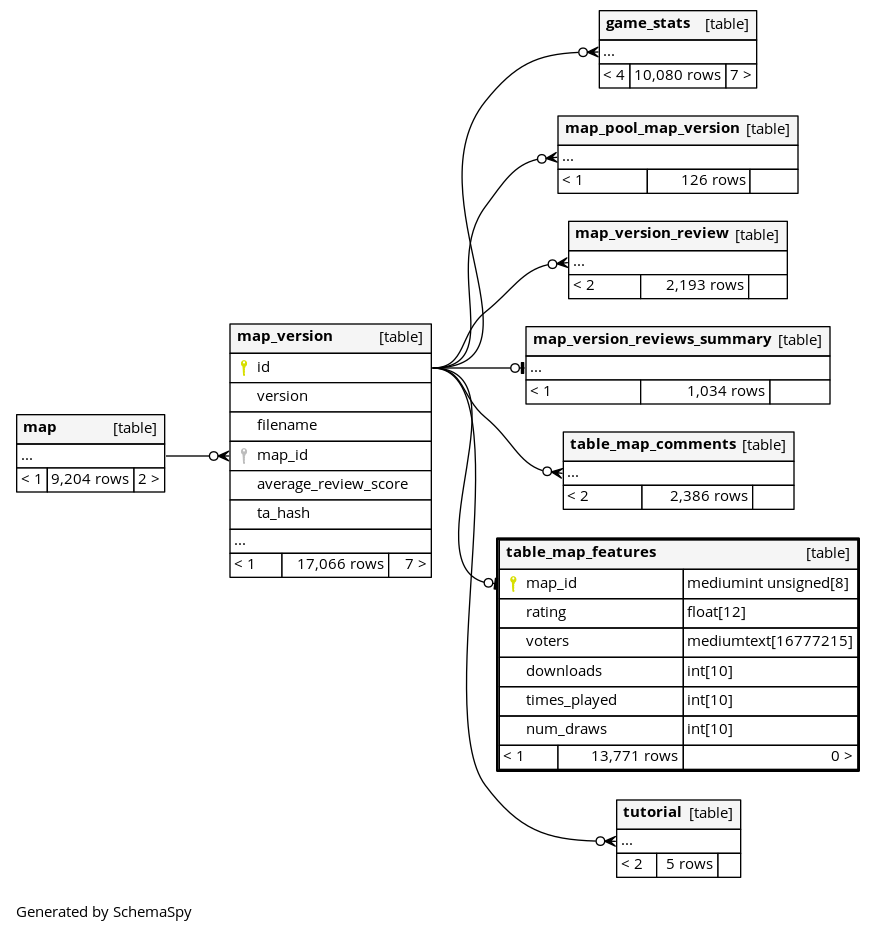 game_stats [table]
...
< 4 10,080 rows 7 >
map_pool_map_version [table]
...
< 1 126 rows
map_version_review [table]
...
< 2 2,193 rows
map_version_reviews_summary [table]
...
< 1 1,034 rows
map_version [table]
id
version
filename
map_id
average_review_score
ta_hash
...
< 1 17,066 rows 7 >
map [table]
...
< 1 9,204 rows 2 >
table_map_comments [table]
...
< 2 2,386 rows
table_map_features [table]
map_id mediumint unsigned[8]
rating float[12]
voters mediumtext[16777215]
downloads int[10]
times_played int[10]
num_draws int[10]
< 1 13,771 rows 0 >
tutorial [table]
...
< 2 5 rows
Generated by SchemaSpy